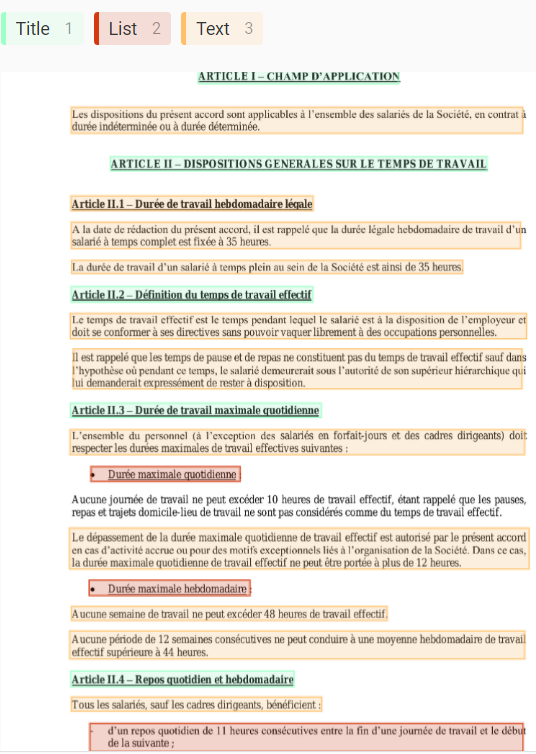 Title 1 List 2 Text 3
ARTICLE I – CHAMP D'APPLICATION
Les dispositions du présent accord sont applicables à l'ensemble des salariés de la Société, en contrat à
durée indéterminée ou à durée déterminée.
ARTICLE II – DISPOSITIONS GENERALES SUR LE TEMPS DE TRAVAIL
Article II.1 – Durée de travail hebdomadaire légale
A la date de rédaction du présent accord, il est rappelé que la durée légale hebdomadaire de travail d'un
salarié à temps complet est fixée à 35 heures.
La durée de travail d'un salarié à temps plein au sein de la Société est ainsi de 35 heures.
Article II.2 – Définition du temps de travail effectif
Le temps de travail effectif est le temps pendant lequel le salarié est à la disposition de l'employeur et
doit se conformer à ses directives sans pouvoir vaquer librement à des occupations personnelles.
Il est rappelé que les temps de pause et de repas ne constituent pas du temps de travail effectif sauf dans
l'hypothèse où pendant ce temps, le salarié demeurerait sous l'autorité de son supérieur hiérarchique qui
lui demanderait expressément de rester à disposition.
Article II.3 – Durée de travail maximale quotidienne
L'ensemble du personnel (à l'exception des salariés en forfait-jours et des cadres dirigeants) doit
respecter les durées maximales de travail effectives suivantes :
• Durée maximale quotidienne :
Aucune journée de travail ne peut excéder 10 heures de travail effectif, étant rappelé que les pauses,
repas et trajets domicile-lieu de travail ne sont pas considérés comme du temps de travail effectif.
Le dépassement de la durée maximale quotidienne de travail effectif est autorisé par le présent accord
en cas d'activité accrue ou pour des motifs exceptionnels liés à l'organisation de la Société. Dans ce cas,
la durée maximale quotidienne de travail effectif ne peut être portée à plus de 12 heures.
• Durée maximale hebdomadaire :
Aucune semaine de travail ne peut excéder 48 heures de travail effectif.
Aucune période de 12 semaines consécutives ne peut conduire à une moyenne hebdomadaire de travail
effectif supérieure à 44 heures.
Article II.4 – Repos quotidien et hebdomadaire
Tous les salariés, sauf les cadres dirigeants, bénéficient :
- d'un repos quotidien de 11 heures consécutives entre la fin d'une journée de travail et le début
de la suivante ;